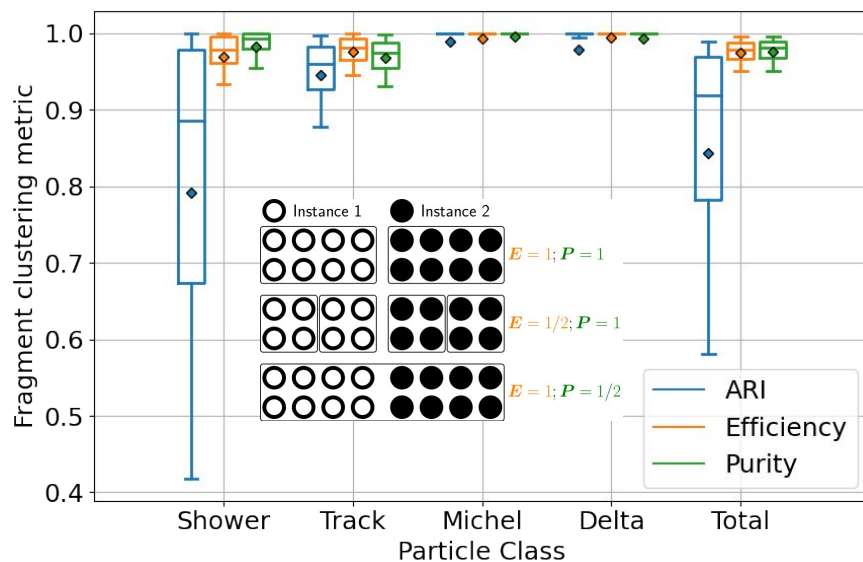 Fragment clustering metric
1.0
0.9
0.8
0.7
0.6
0.5
0.4
Instance 1
Instance 2
E = 1; P = 1
E = 1/2; P = 1
E = 1; P = 1/2
ARI
Efficiency
Purity
Shower
Track
Michel
Delta
Total
Particle Class